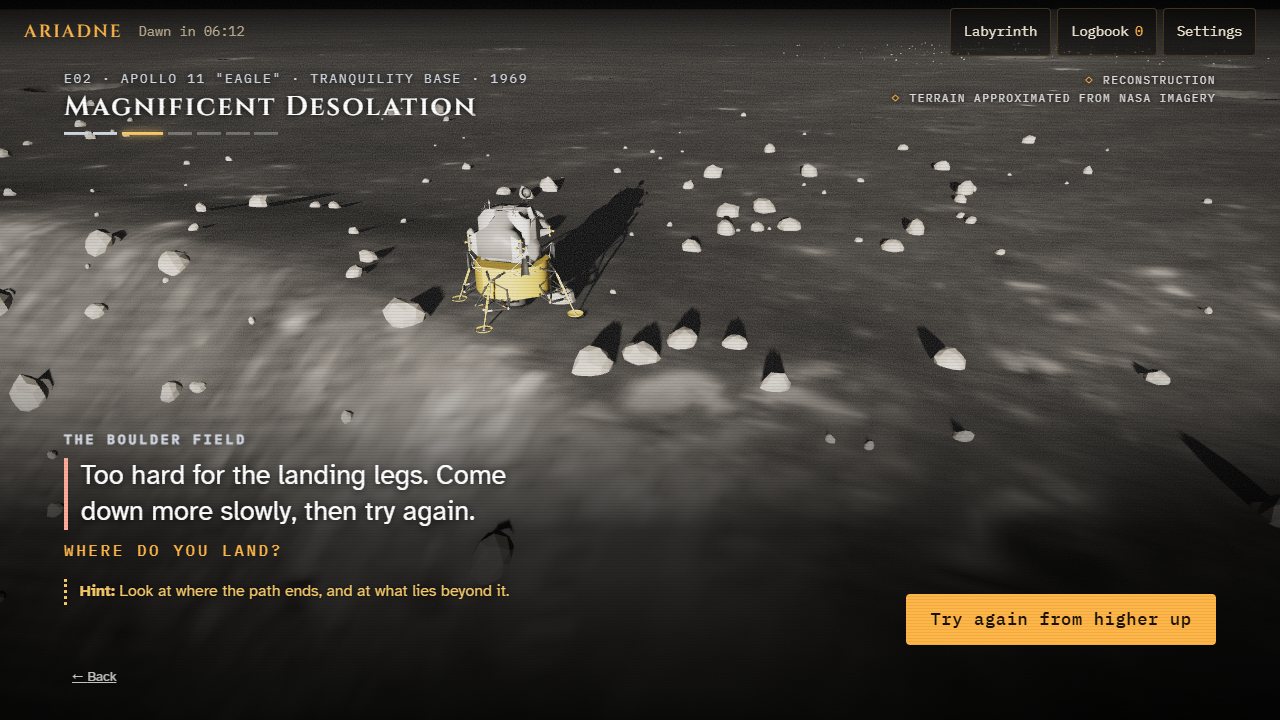 ARIADNE Dawn in 06:12 Labyrinth Logbook 0 Settings
E02 · APOLLO 11 "EAGLE" · TRANQUILITY BASE · 1969
MAGNIFICENT DESOLATION
◇ RECONSTRUCTION
◇ TERRAIN APPROXIMATED FROM NASA IMAGERY
THE BOULDER FIELD
Too hard for the landing legs. Come
down more slowly, then try again.
WHERE DO YOU LAND?
Hint: Look at where the path ends, and at what lies beyond it.
Try again from higher up
← Back